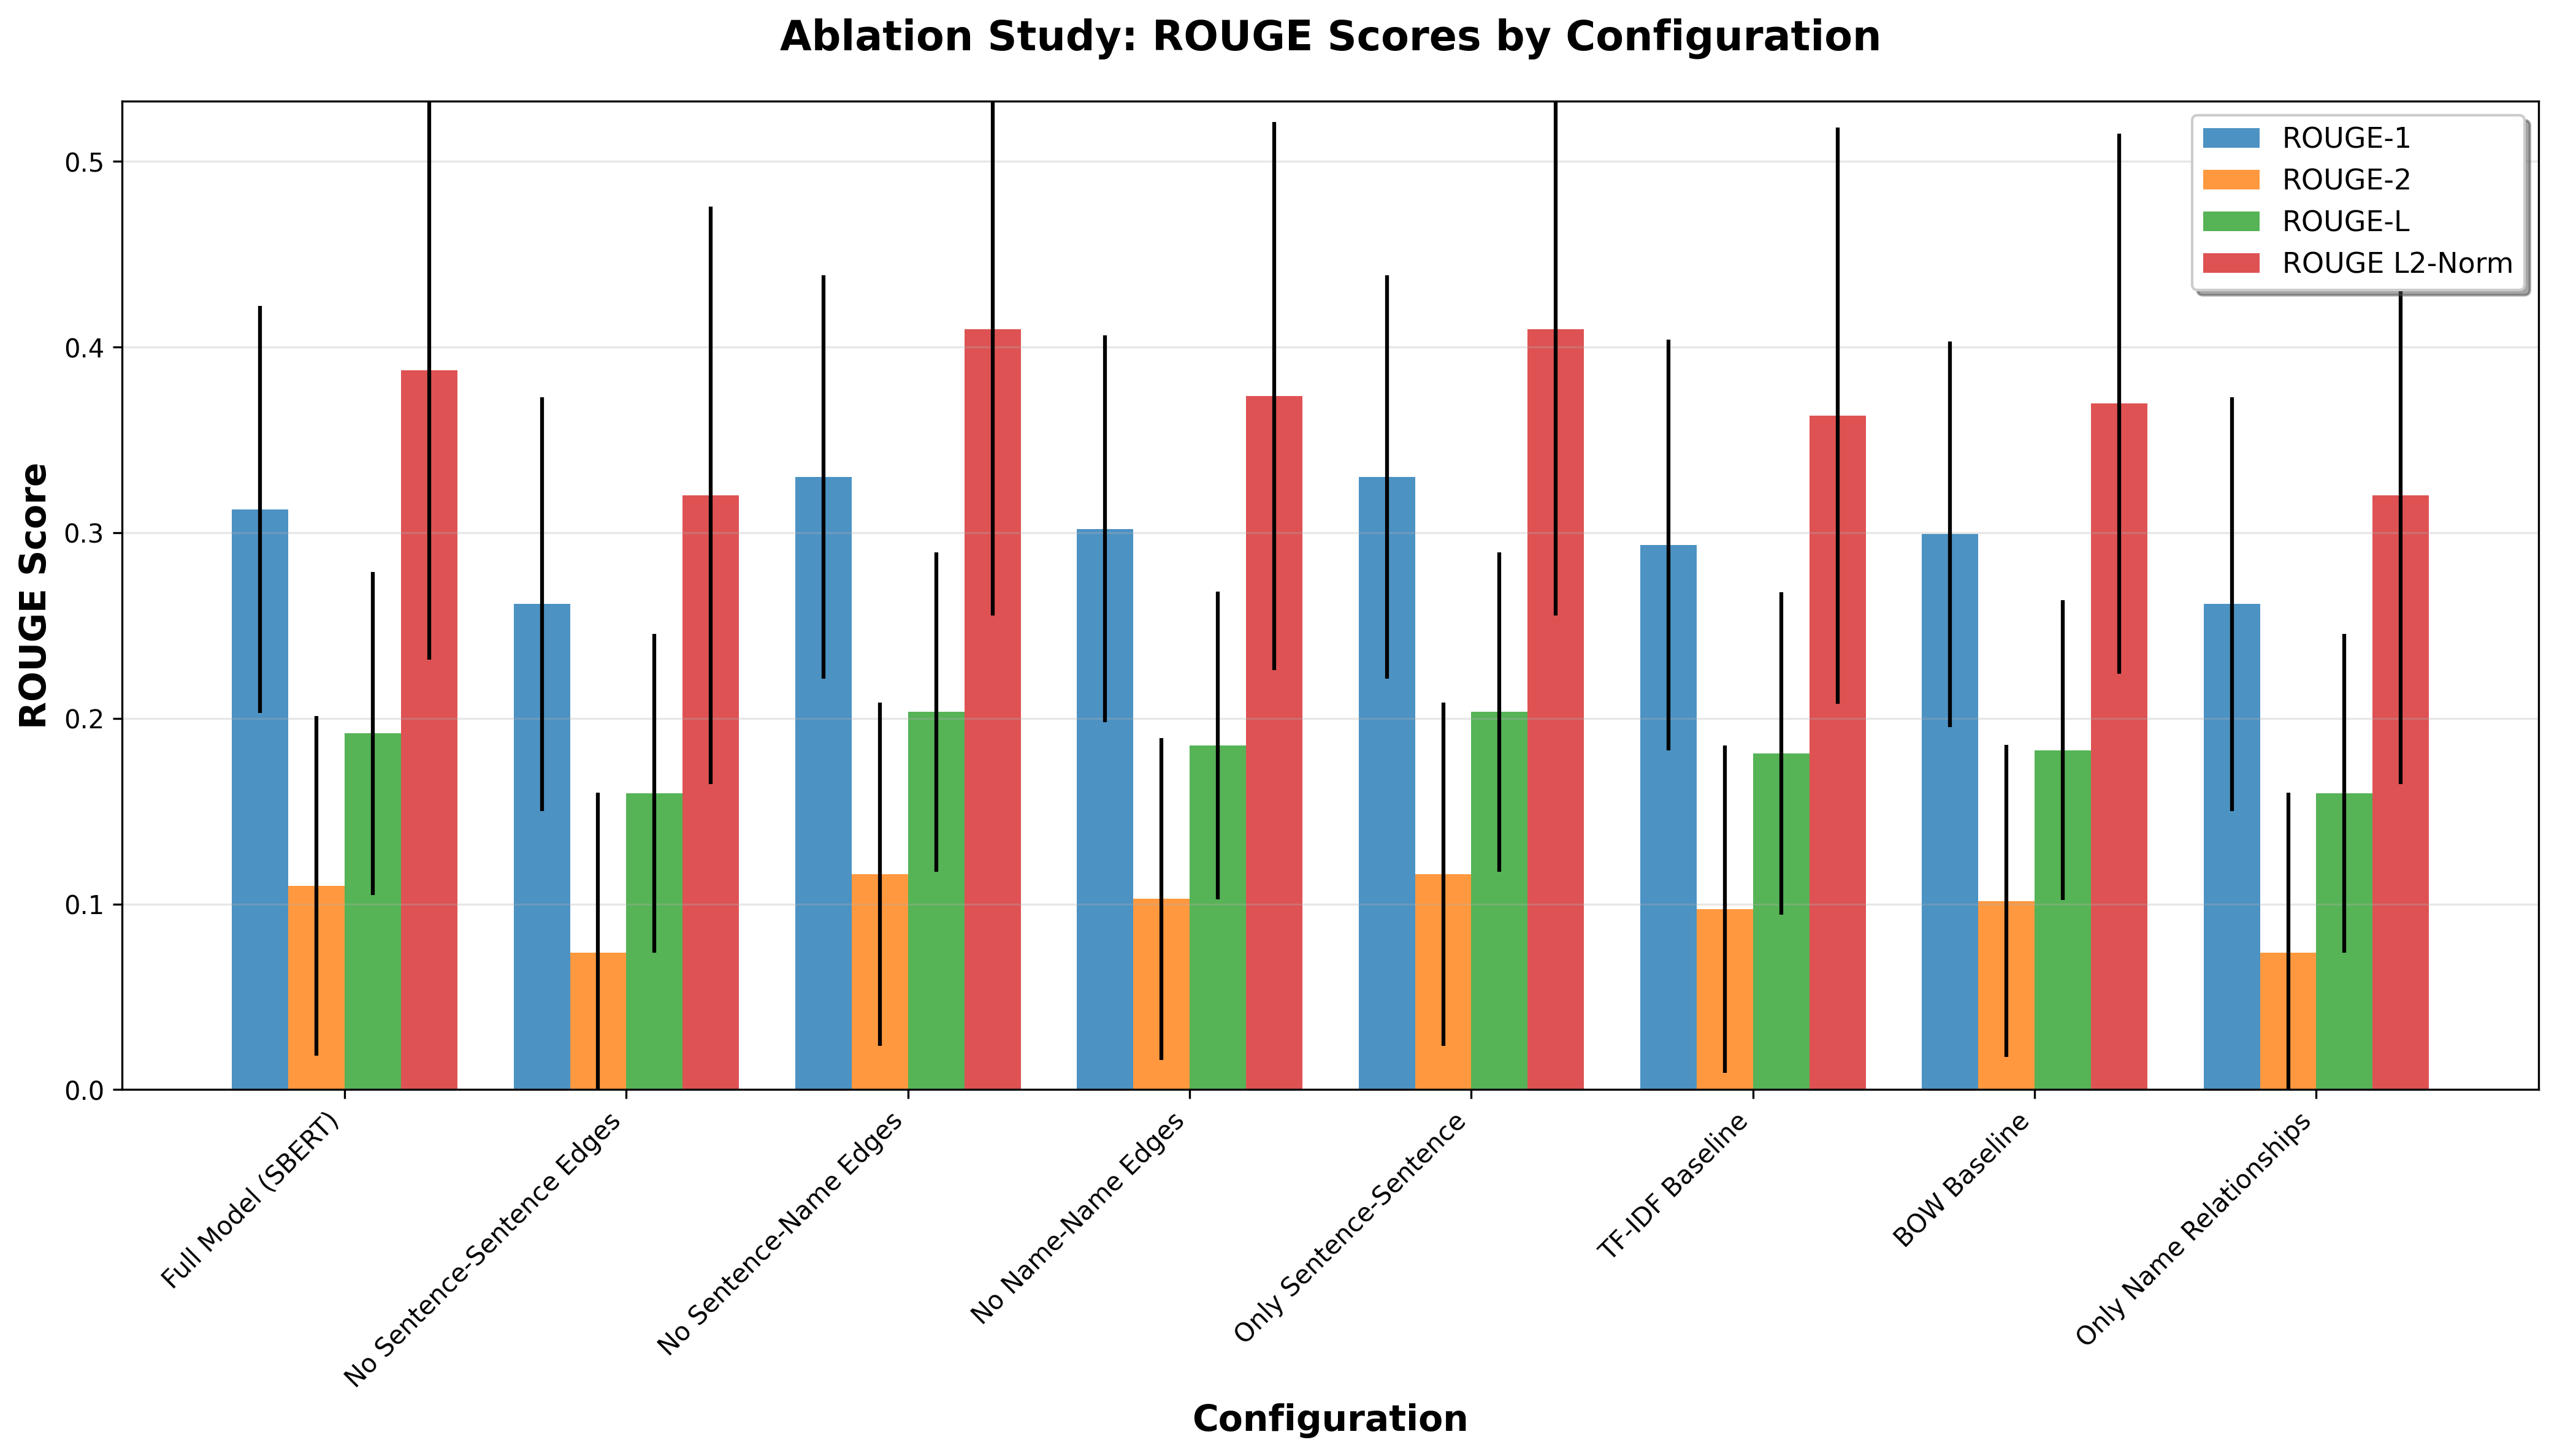 Ablation Study: ROUGE Scores by Configuration
ROUGE Score
0.5
0.4
0.3
0.2
0.1
0.0
ROUGE-1
ROUGE-2
ROUGE-L
ROUGE L2-Norm
Full Model (SBERT)
No Sentence-Sentence Edges
No Sentence-Name Edges
No Name-Name Edges
Only Sentence-Sentence
TF-IDF Baseline
BOW Baseline
Only Name Relationships
Configuration